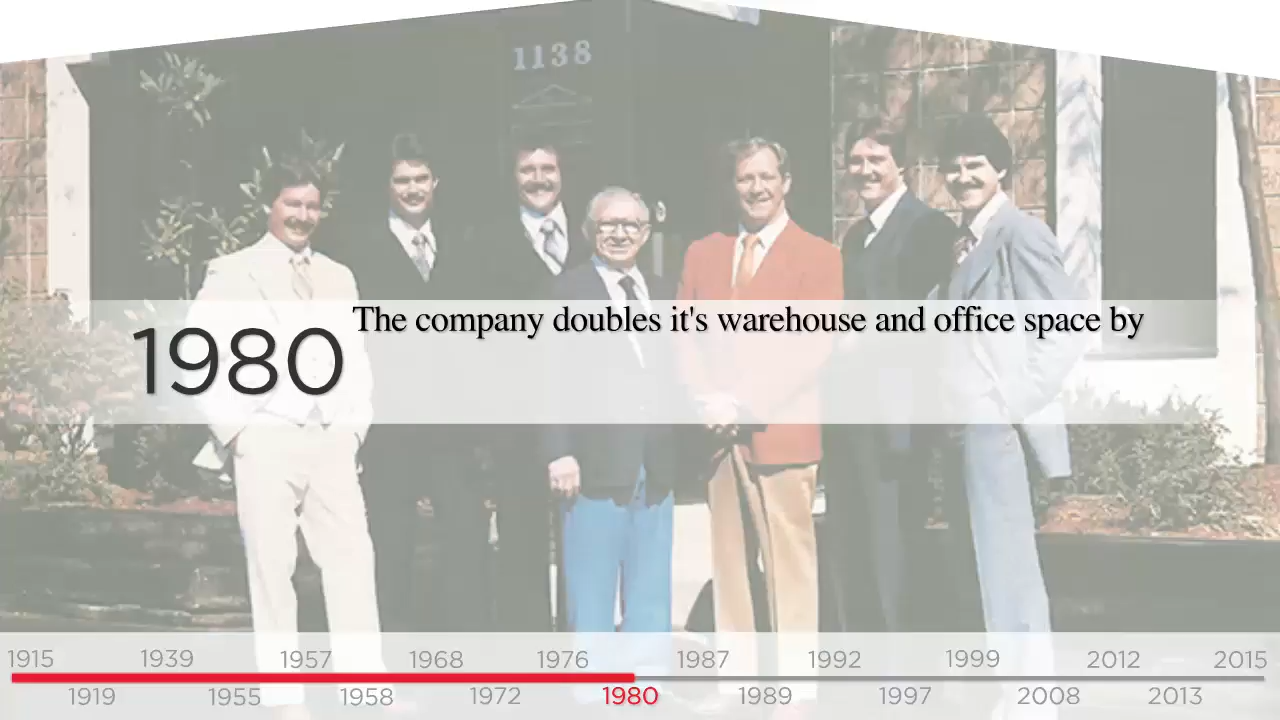 1138
1980
The company doubles it's warehouse and office space by
1915 1939 1957 1968 1976 1987 1992 1999 2012 2015
1919 1955 1958 1972 1980 1989 1997 2008 2013